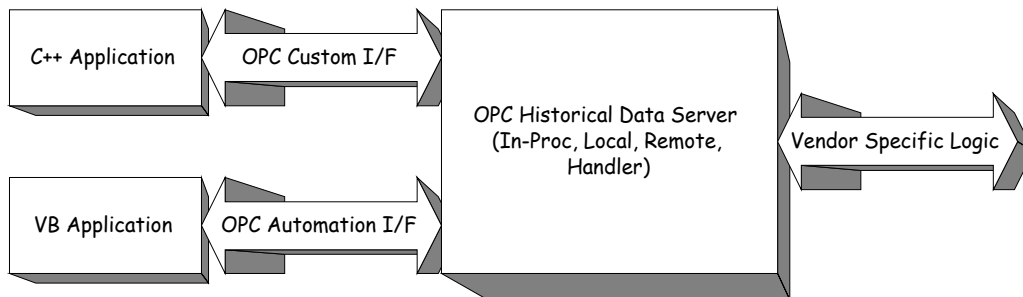 C++ Application
OPC Custom I/F
OPC Historical Data Server
(In-Proc, Local, Remote,
Handler)
Vendor Specific Logic
VB Application
OPC Automation I/F